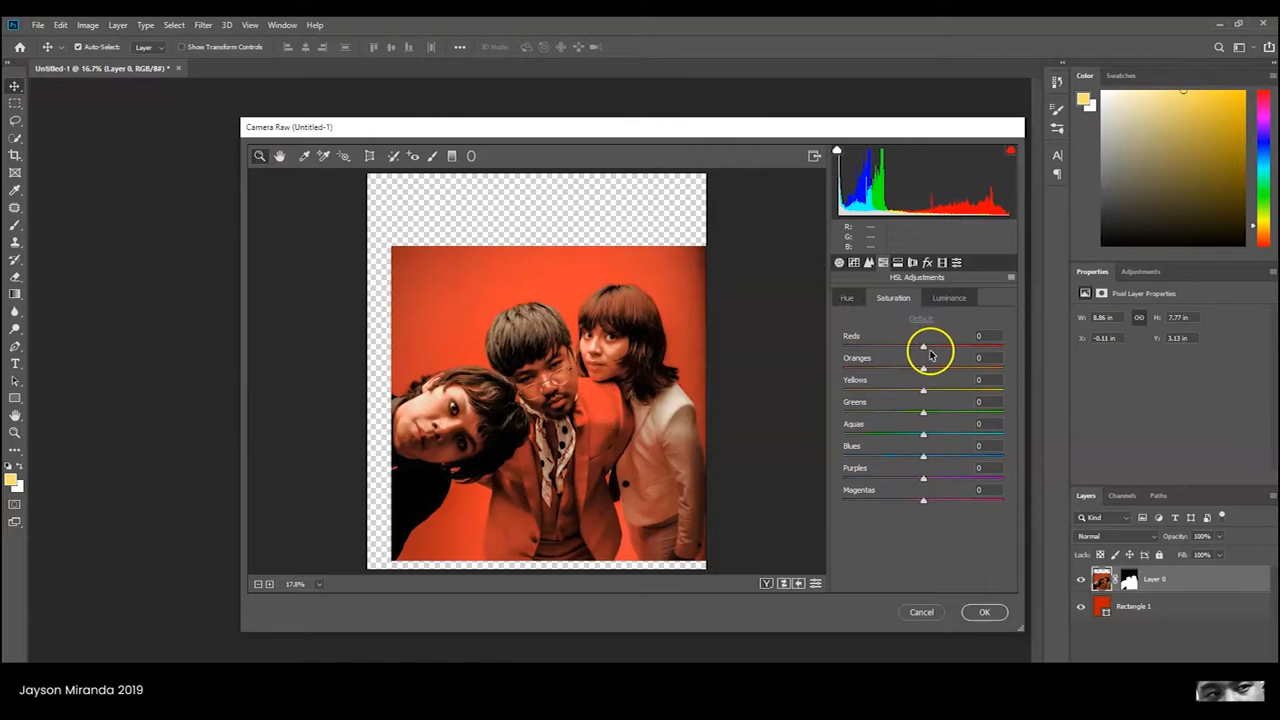 Ps File Edit Image Layer Type Select Filter 3D View Window Help
Auto-Select: Layer Show Transform Controls
Untitled-1 @ 16.7% (Layer 0, RGB/8#) *
Color Swatches
Camera Raw (Untitled-1)
R: ---
G: ---
B: ---
HSL Adjustments
Hue Saturation Luminance
Default
Reds 0
Oranges 0
Yellows 0
Greens 0
Aquas 0
Blues 0
Purples 0
Magentas 0
17.8%
Cancel OK
Properties Adjustments
Pixel Layer Properties
W: 8.86 in H: 7.77 in
X: -0.11 in Y: 3.13 in
Layers Channels Paths
Kind
Normal Opacity: 100%
Lock: Fill: 100%
Layer 0
Rectangle 1
Jayson Miranda 2019